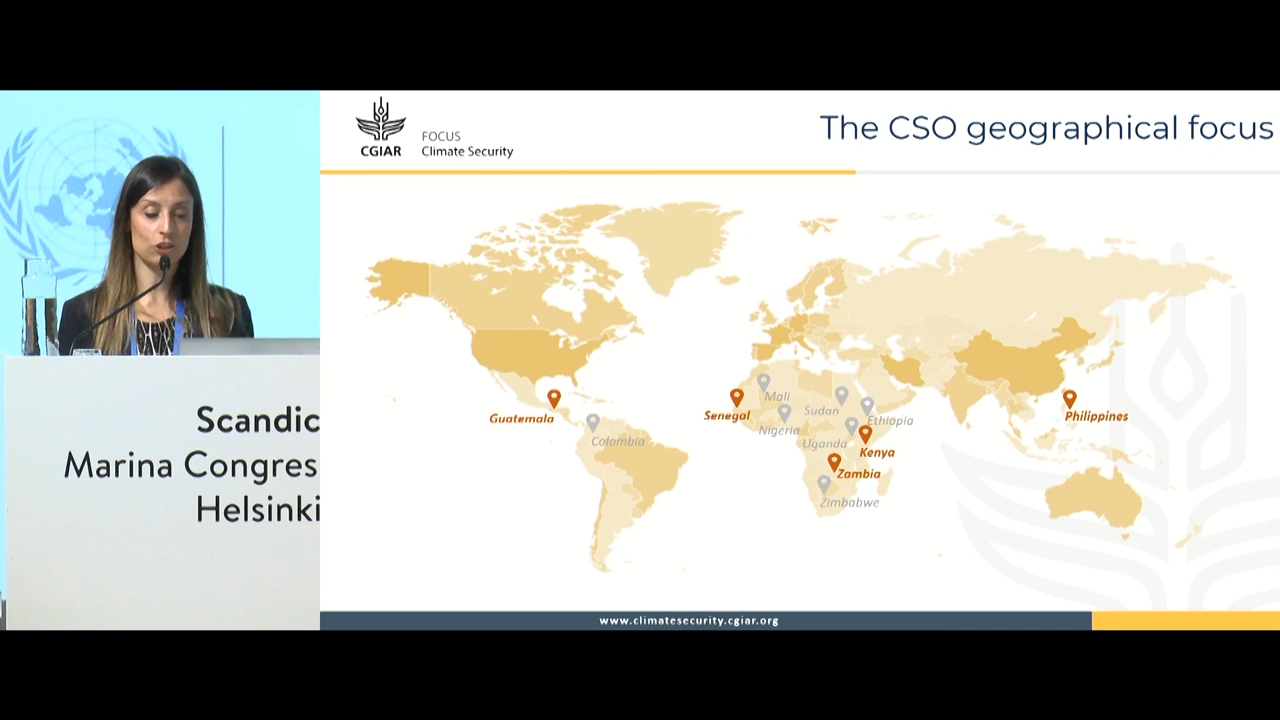 The CSO geographical focus
CGIAR
FOCUS
Climate Security
Scandic
Marina Congres
Helsinki
Guatemala
Colombia
Senegal
Mali
Nigeria
Sudan
Ethiopia
Uganda
Kenya
Zambia
Zimbabwe
Philippines
www.climatesecurity.cgiar.org